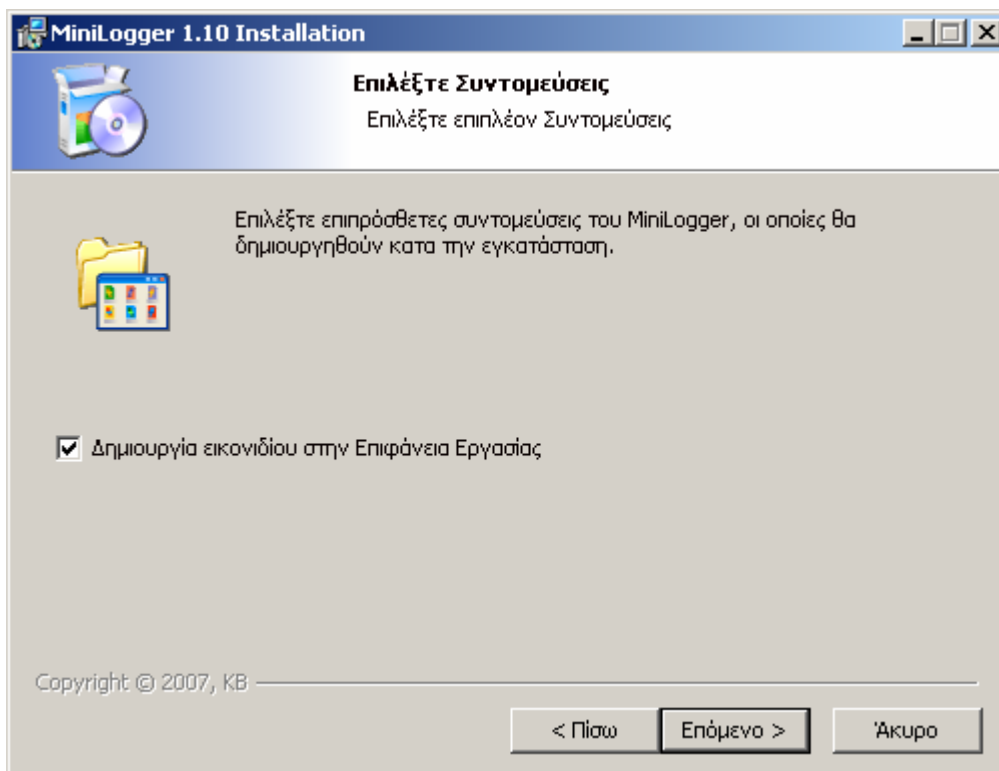 MiniLogger 1.10 Installation
Επιλέξτε Συντομεύσεις
Επιλέξτε επιπλέον Συντομεύσεις
Επιλέξτε επιπρόσθετες συντομεύσεις του MiniLogger, οι οποίες θα
δημιουργηθούν κατα την εγκατάσταση.
Δημιουργία εικονιδίου στην Επιφάνεια Εργασίας
Copyright © 2007, KB
< Πίσω
Επόμενο >
Άκυρο